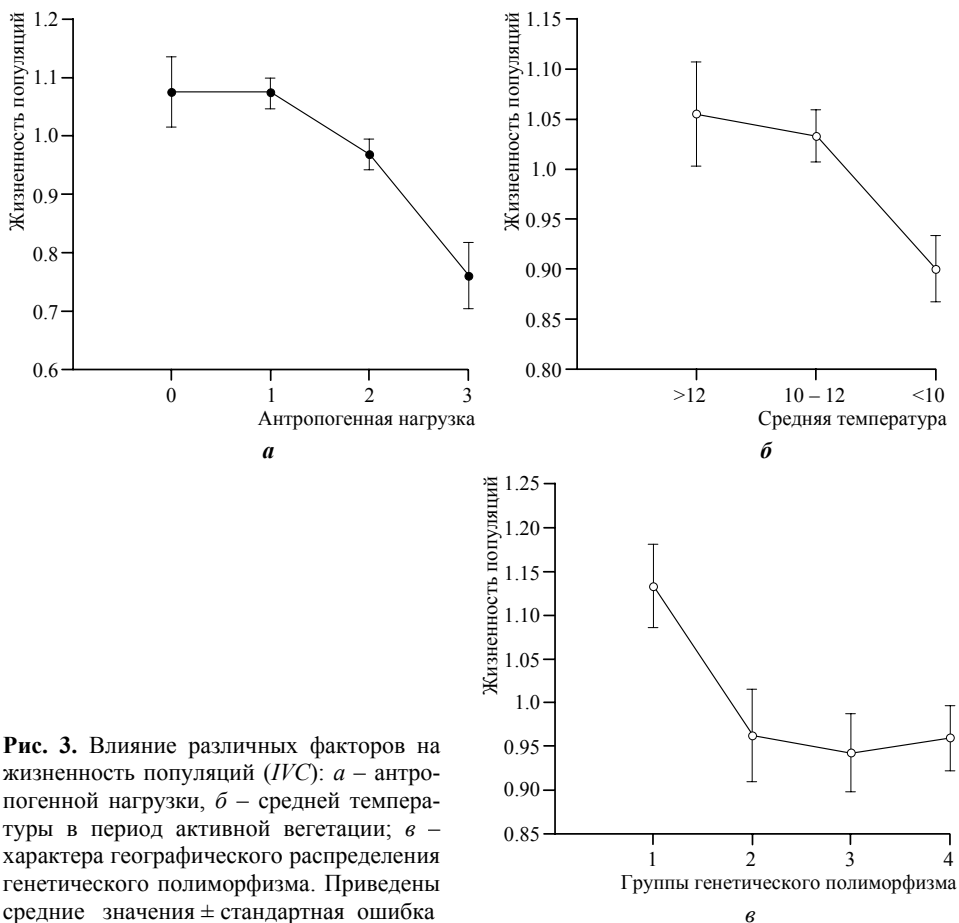 1.2
1.1
1.0
0.9
0.8
0.7
0.6
Жизненность популяций
0
1
2
3
Антропогенная нагрузка
а
1.15
1.10
1.05
1.0
0.95
0.90
0.85
0.80
Жизненность популяций
>12
10 – 12
<10
Средняя температура
б
1.25
1.20
1.15
1.10
1.05
1.0
0.95
0.90
0.85
Жизненность популяций
1
2
3
4
Группы генетического полиморфизма
в
Рис. 3. Влияние различных факторов на
жизненность популяций (IVC): а – антро-
погенной нагрузки, б – средней темпера-
туры в период активной вегетации; в –
характера географического распределения
генетического полиморфизма. Приведены
средние значения ± стандартная ошибка